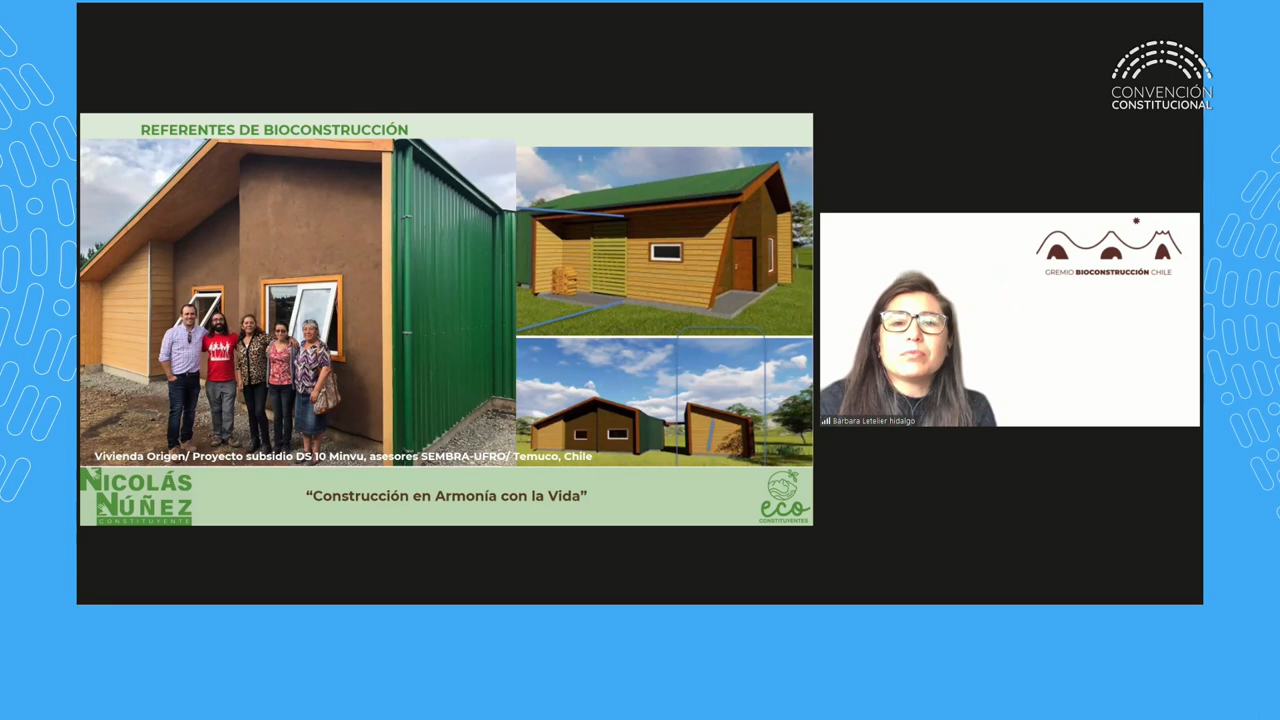 CONVENCIÓN
CONSTITUCIONAL
REFERENTES DE BIOCONSTRUCCIÓN
GREMIO BIOCONSTRUCCIÓN CHILE
Bárbara Letelier hidalgo
Vivienda Origen/ Proyecto subsidio DS 10 Minvu, asesores SEMBRA-UFRO/ Temuco, Chile
NICOLÁS
NÚÑEZ
CONSTITUYENTE
“Construcción en Armonía con la Vida”
eco
CONSTITUYENTES